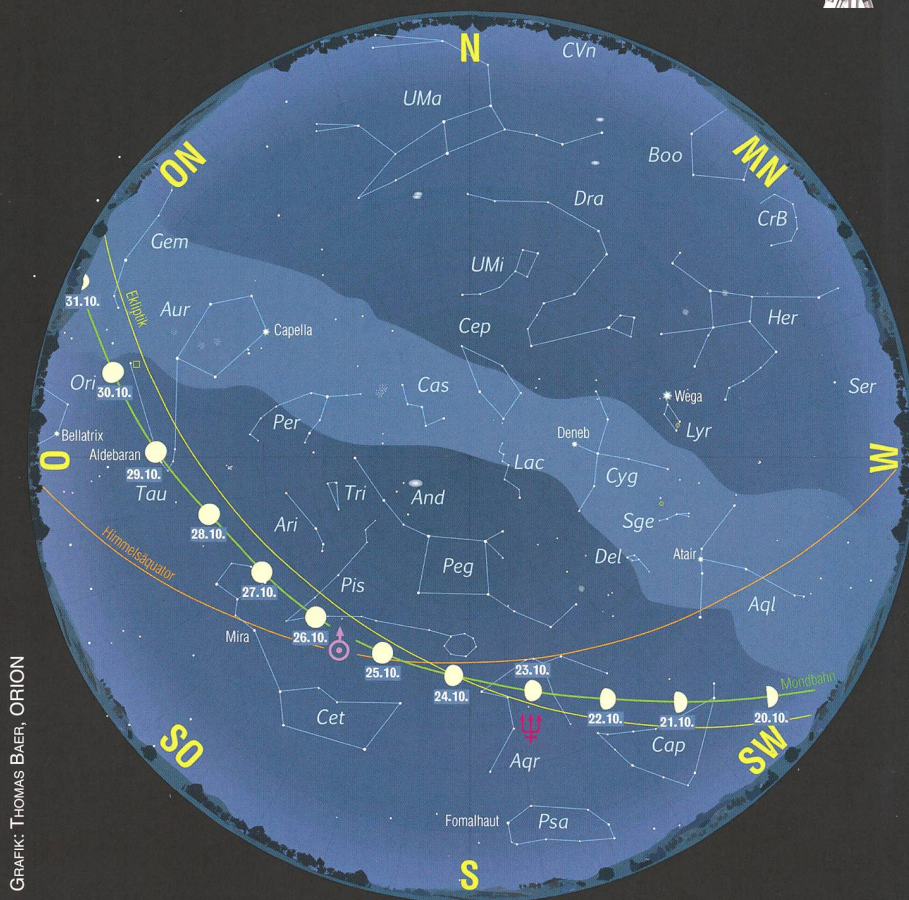 N
CVn
UMa
NO
NW
Boo
Dra
CrB
Gem
UMi
31.10.
Ekliptik
Aur
Capella
Cep
Her
Ori
30.10.
Cas
Ser
Wega
Per
Lyr
Bellatrix
Aldebaran
Deneb
O
W
29.10.
Lac
Cyg
Tau
Tri
And
28.10.
Ari
Sge
Himmelsäquator
Del
Atair
Peg
27.10.
Pis
Aql
Mira
26.10.
25.10.
23.10.
24.10.
Mondbahn
22.10.
21.10.
20.10.
Cet
SO
Cap
SW
Aqr
Fomalhaut
Psa
S
GRAFIK: THOMAS BAER, ORION